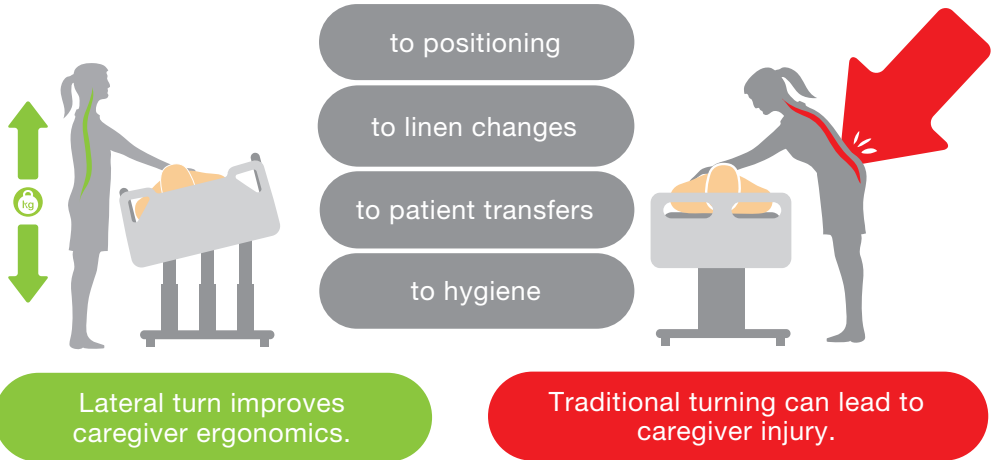 to positioning
to linen changes
to patient transfers
to hygiene
kg
Lateral turn improves
caregiver ergonomics.
Traditional turning can lead to
caregiver injury.